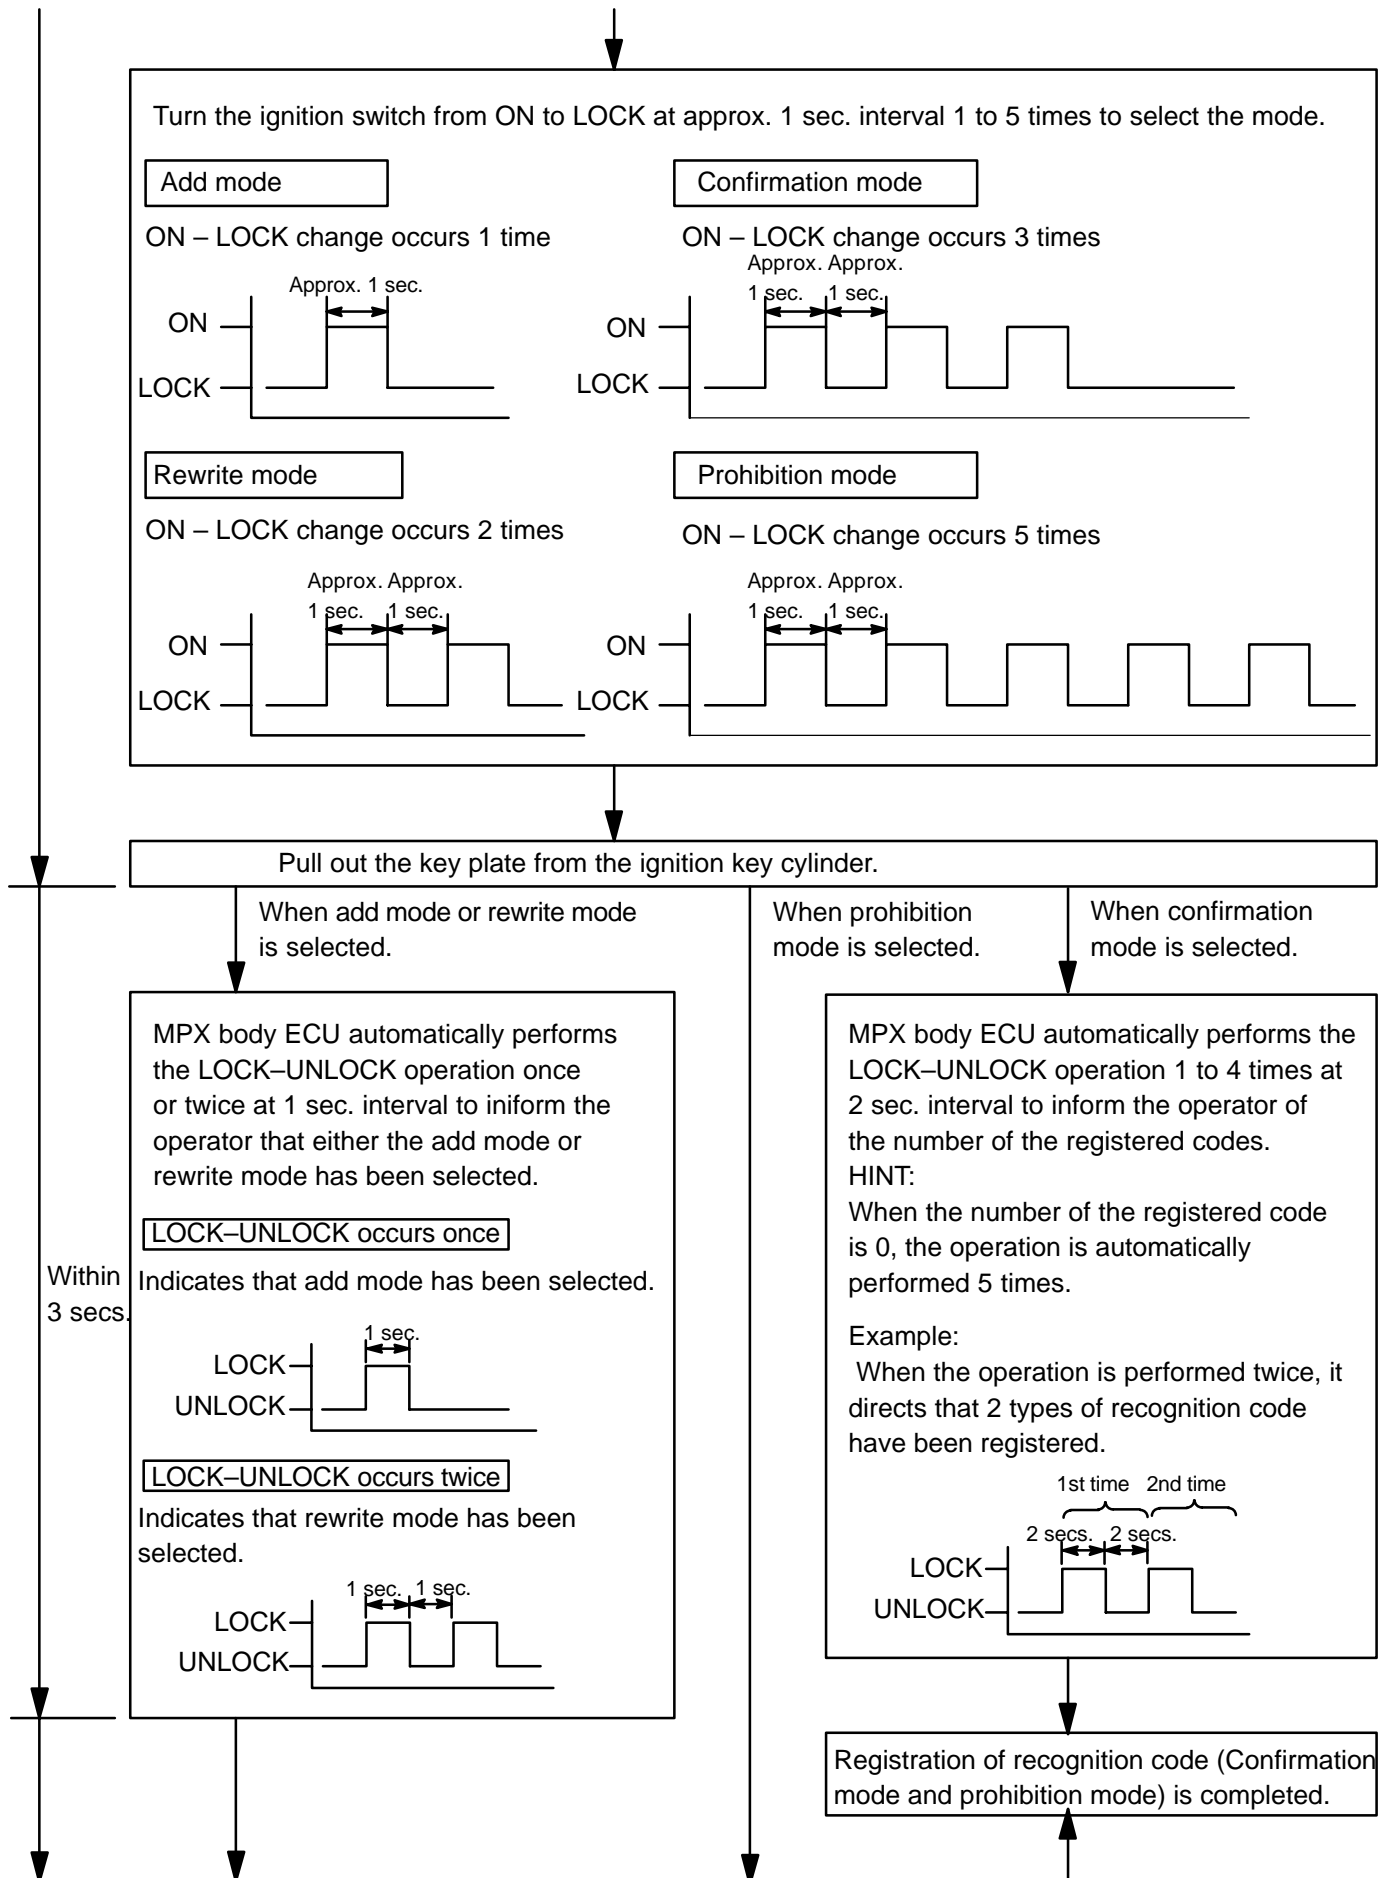 Turn the ignition switch from ON to LOCK at approx. 1 sec. interval 1 to 5 times to select the mode.
Add mode
ON – LOCK change occurs 1 time
Approx. 1 sec.
ON
LOCK
Confirmation mode
ON – LOCK change occurs 3 times
Approx. Approx.
1 sec. 1 sec.
ON
LOCK
Rewrite mode
ON – LOCK change occurs 2 times
Approx. Approx.
1 sec. 1 sec.
ON
LOCK
Prohibition mode
ON – LOCK change occurs 5 times
Approx. Approx.
1 sec. 1 sec.
ON
LOCK
Pull out the key plate from the ignition key cylinder.
When add mode or rewrite mode
is selected.
When prohibition
mode is selected.
When confirmation
mode is selected.
Within
3 secs.
MPX body ECU automatically performs
the LOCK–UNLOCK operation once
or twice at 1 sec. interval to iniform the
operator that either the add mode or
rewrite mode has been selected.
LOCK–UNLOCK occurs once
Indicates that add mode has been selected.
1 sec.
LOCK
UNLOCK
LOCK–UNLOCK occurs twice
Indicates that rewrite mode has been
selected.
1 sec. 1 sec.
LOCK
UNLOCK
MPX body ECU automatically performs the
LOCK–UNLOCK operation 1 to 4 times at
2 sec. interval to inform the operator of
the number of the registered codes.
HINT:
When the number of the registered code
is 0, the operation is automatically
performed 5 times.
Example:
When the operation is performed twice, it
directs that 2 types of recognition code
have been registered.
1st time 2nd time
2 secs. 2 secs.
LOCK
UNLOCK
Registration of recognition code (Confirmation
mode and prohibition mode) is completed.